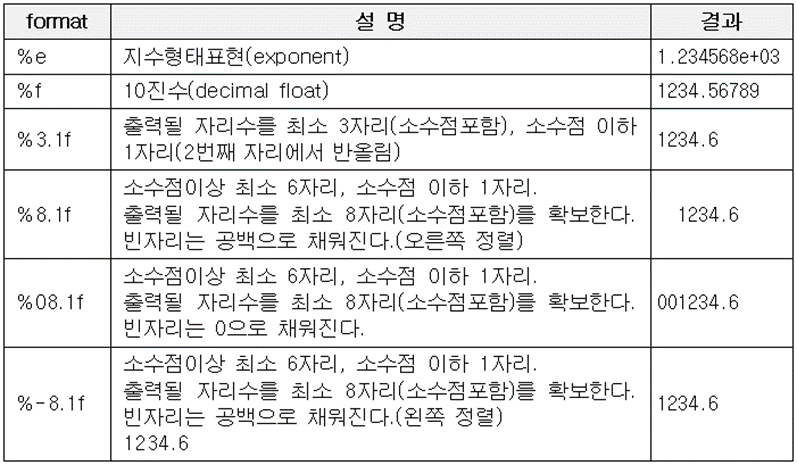 format 설 명 결과
%e 지수형태표현(exponent) 1.234568e+03
%f 10진수(decimal float) 1234.56789
%3.1f 출력될 자리수를 최소 3자리(소수점포함), 소수점 이하 1자리(2번째 자리에서 반올림) 1234.6
%8.1f 소수점이상 최소 6자리, 소수점 이하 1자리.
출력될 자리수를 최소 8자리(소수점포함)를 확보한다.
빈자리는 공백으로 채워진다.(오른쪽 정렬) 1234.6
%08.1f 소수점이상 최소 6자리, 소수점 이하 1자리.
출력될 자리수를 최소 8자리(소수점포함)를 확보한다.
빈자리는 0으로 채워진다. 001234.6
%-8.1f 소수점이상 최소 6자리, 소수점 이하 1자리.
출력될 자리수를 최소 8자리(소수점포함)를 확보한다.
빈자리는 공백으로 채워진다.(왼쪽 정렬)
1234.6 1234.6